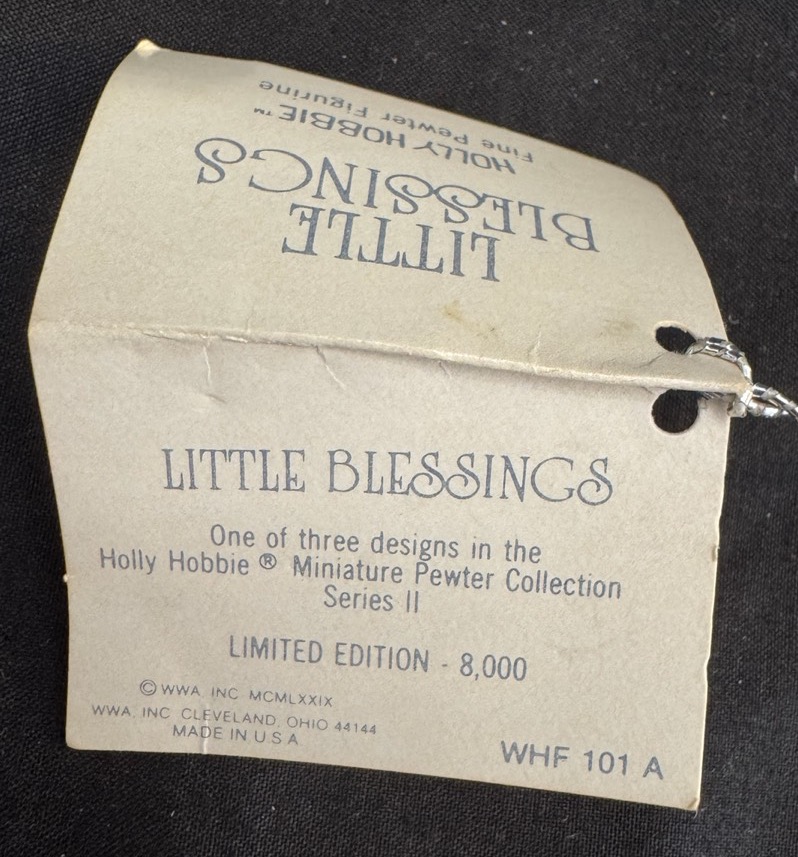 LITTLE
BLESSINGS
HOLLY HOBBIE™
Fine Pewter Figurine
LITTLE BLESSINGS
One of three designs in the
Holly Hobbie ® Miniature Pewter Collection
Series II
LIMITED EDITION - 8,000
© WWA, INC MCMLXXIX
WWA, INC CLEVELAND, OHIO 44144
MADE IN U.S.A
WHF 101 A